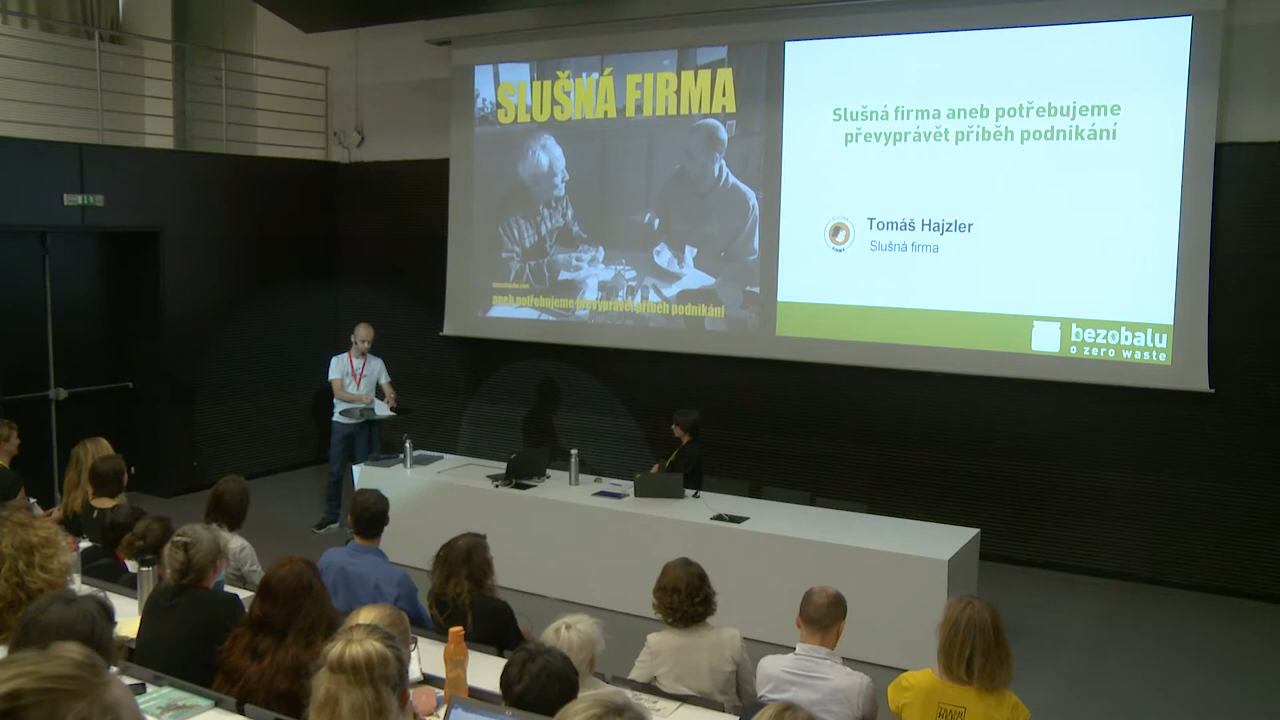 SLUŠNÁ FIRMA
aneb potřebujeme převyprávět příběh podnikání
Slušná firma aneb potřebujeme
převyprávět příběh podnikání
Tomáš Hajzler
Slušná firma
bezobalu
o zero waste